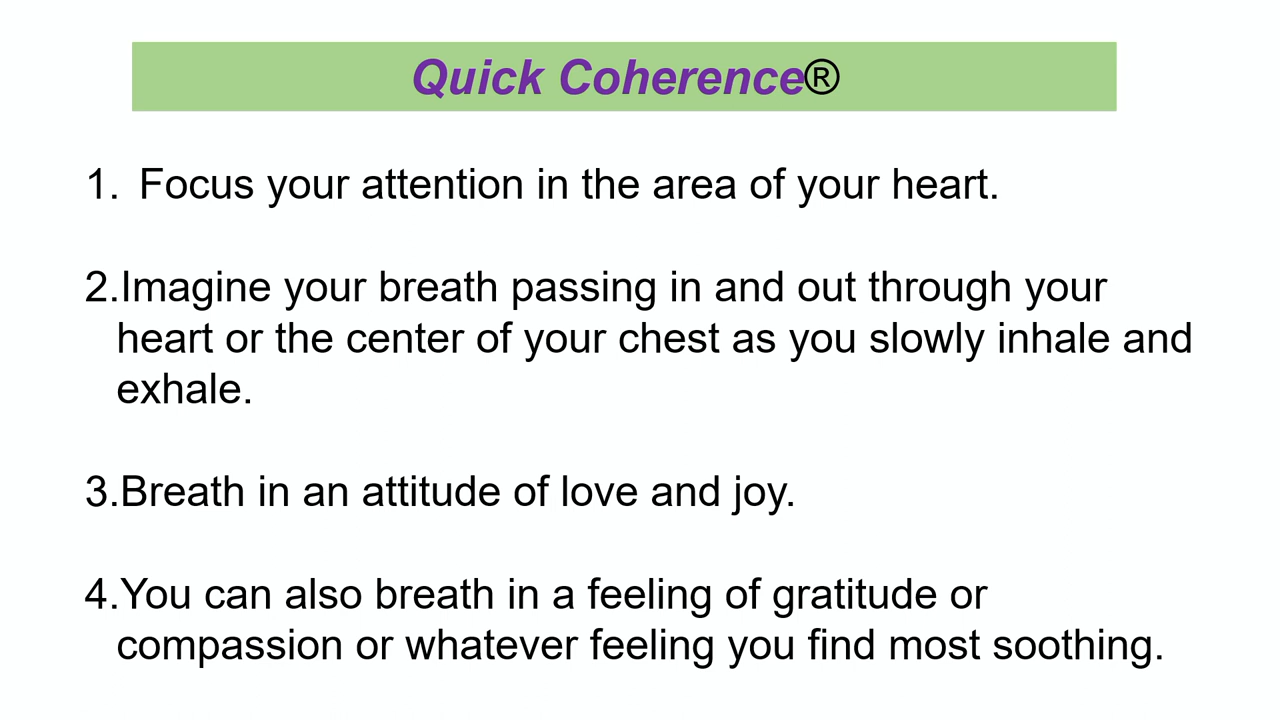 Quick Coherence®
1. Focus your attention in the area of your heart.
2.Imagine your breath passing in and out through your
heart or the center of your chest as you slowly inhale and
exhale.
3.Breath in an attitude of love and joy.
4.You can also breath in a feeling of gratitude or
compassion or whatever feeling you find most soothing.